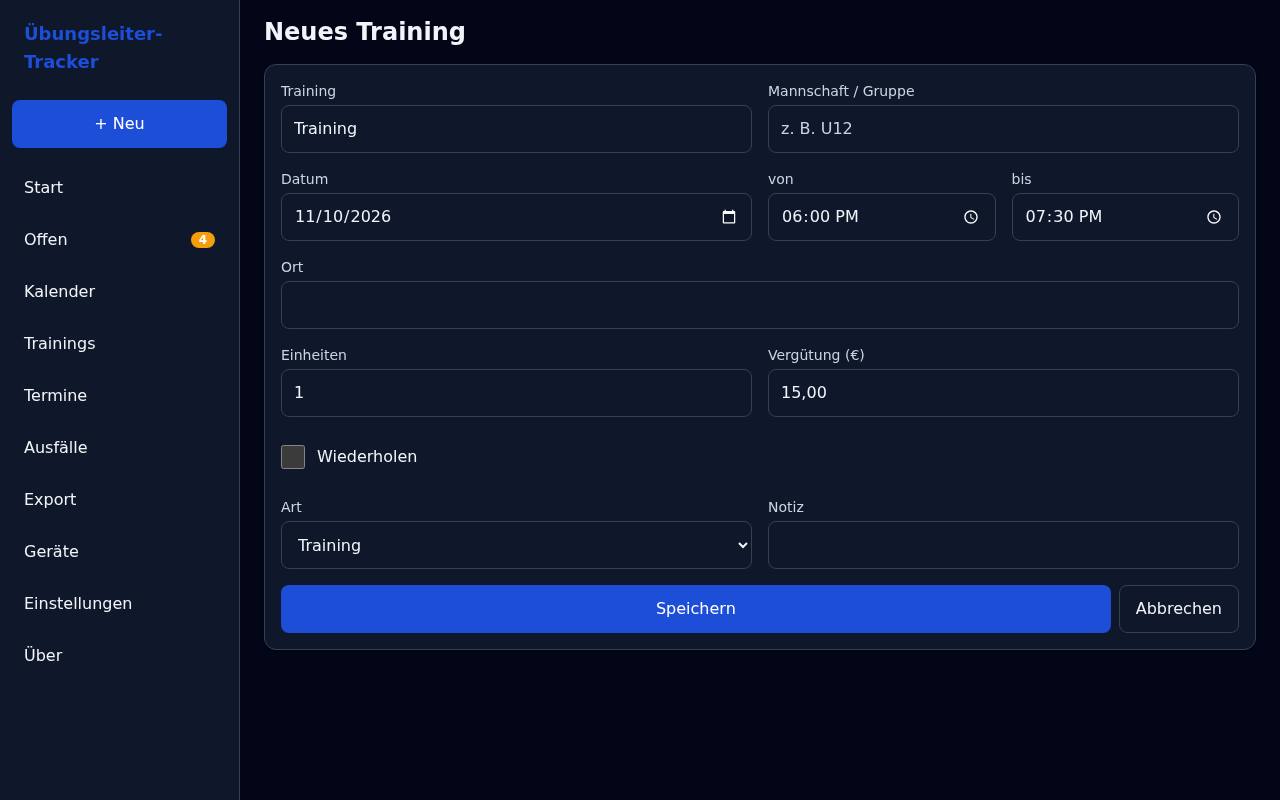 Übungsleiter-
Tracker
+ Neu
Start
Offen 4
Kalender
Trainings
Termine
Ausfälle
Export
Geräte
Einstellungen
Über
Neues Training
Training Mannschaft / Gruppe
Training z. B. U12
Datum von bis
11/10/2026 06:00 PM 07:30 PM
Ort
Einheiten Vergütung (€)
1 15,00
Wiederholen
Art Notiz
Training
Speichern Abbrechen